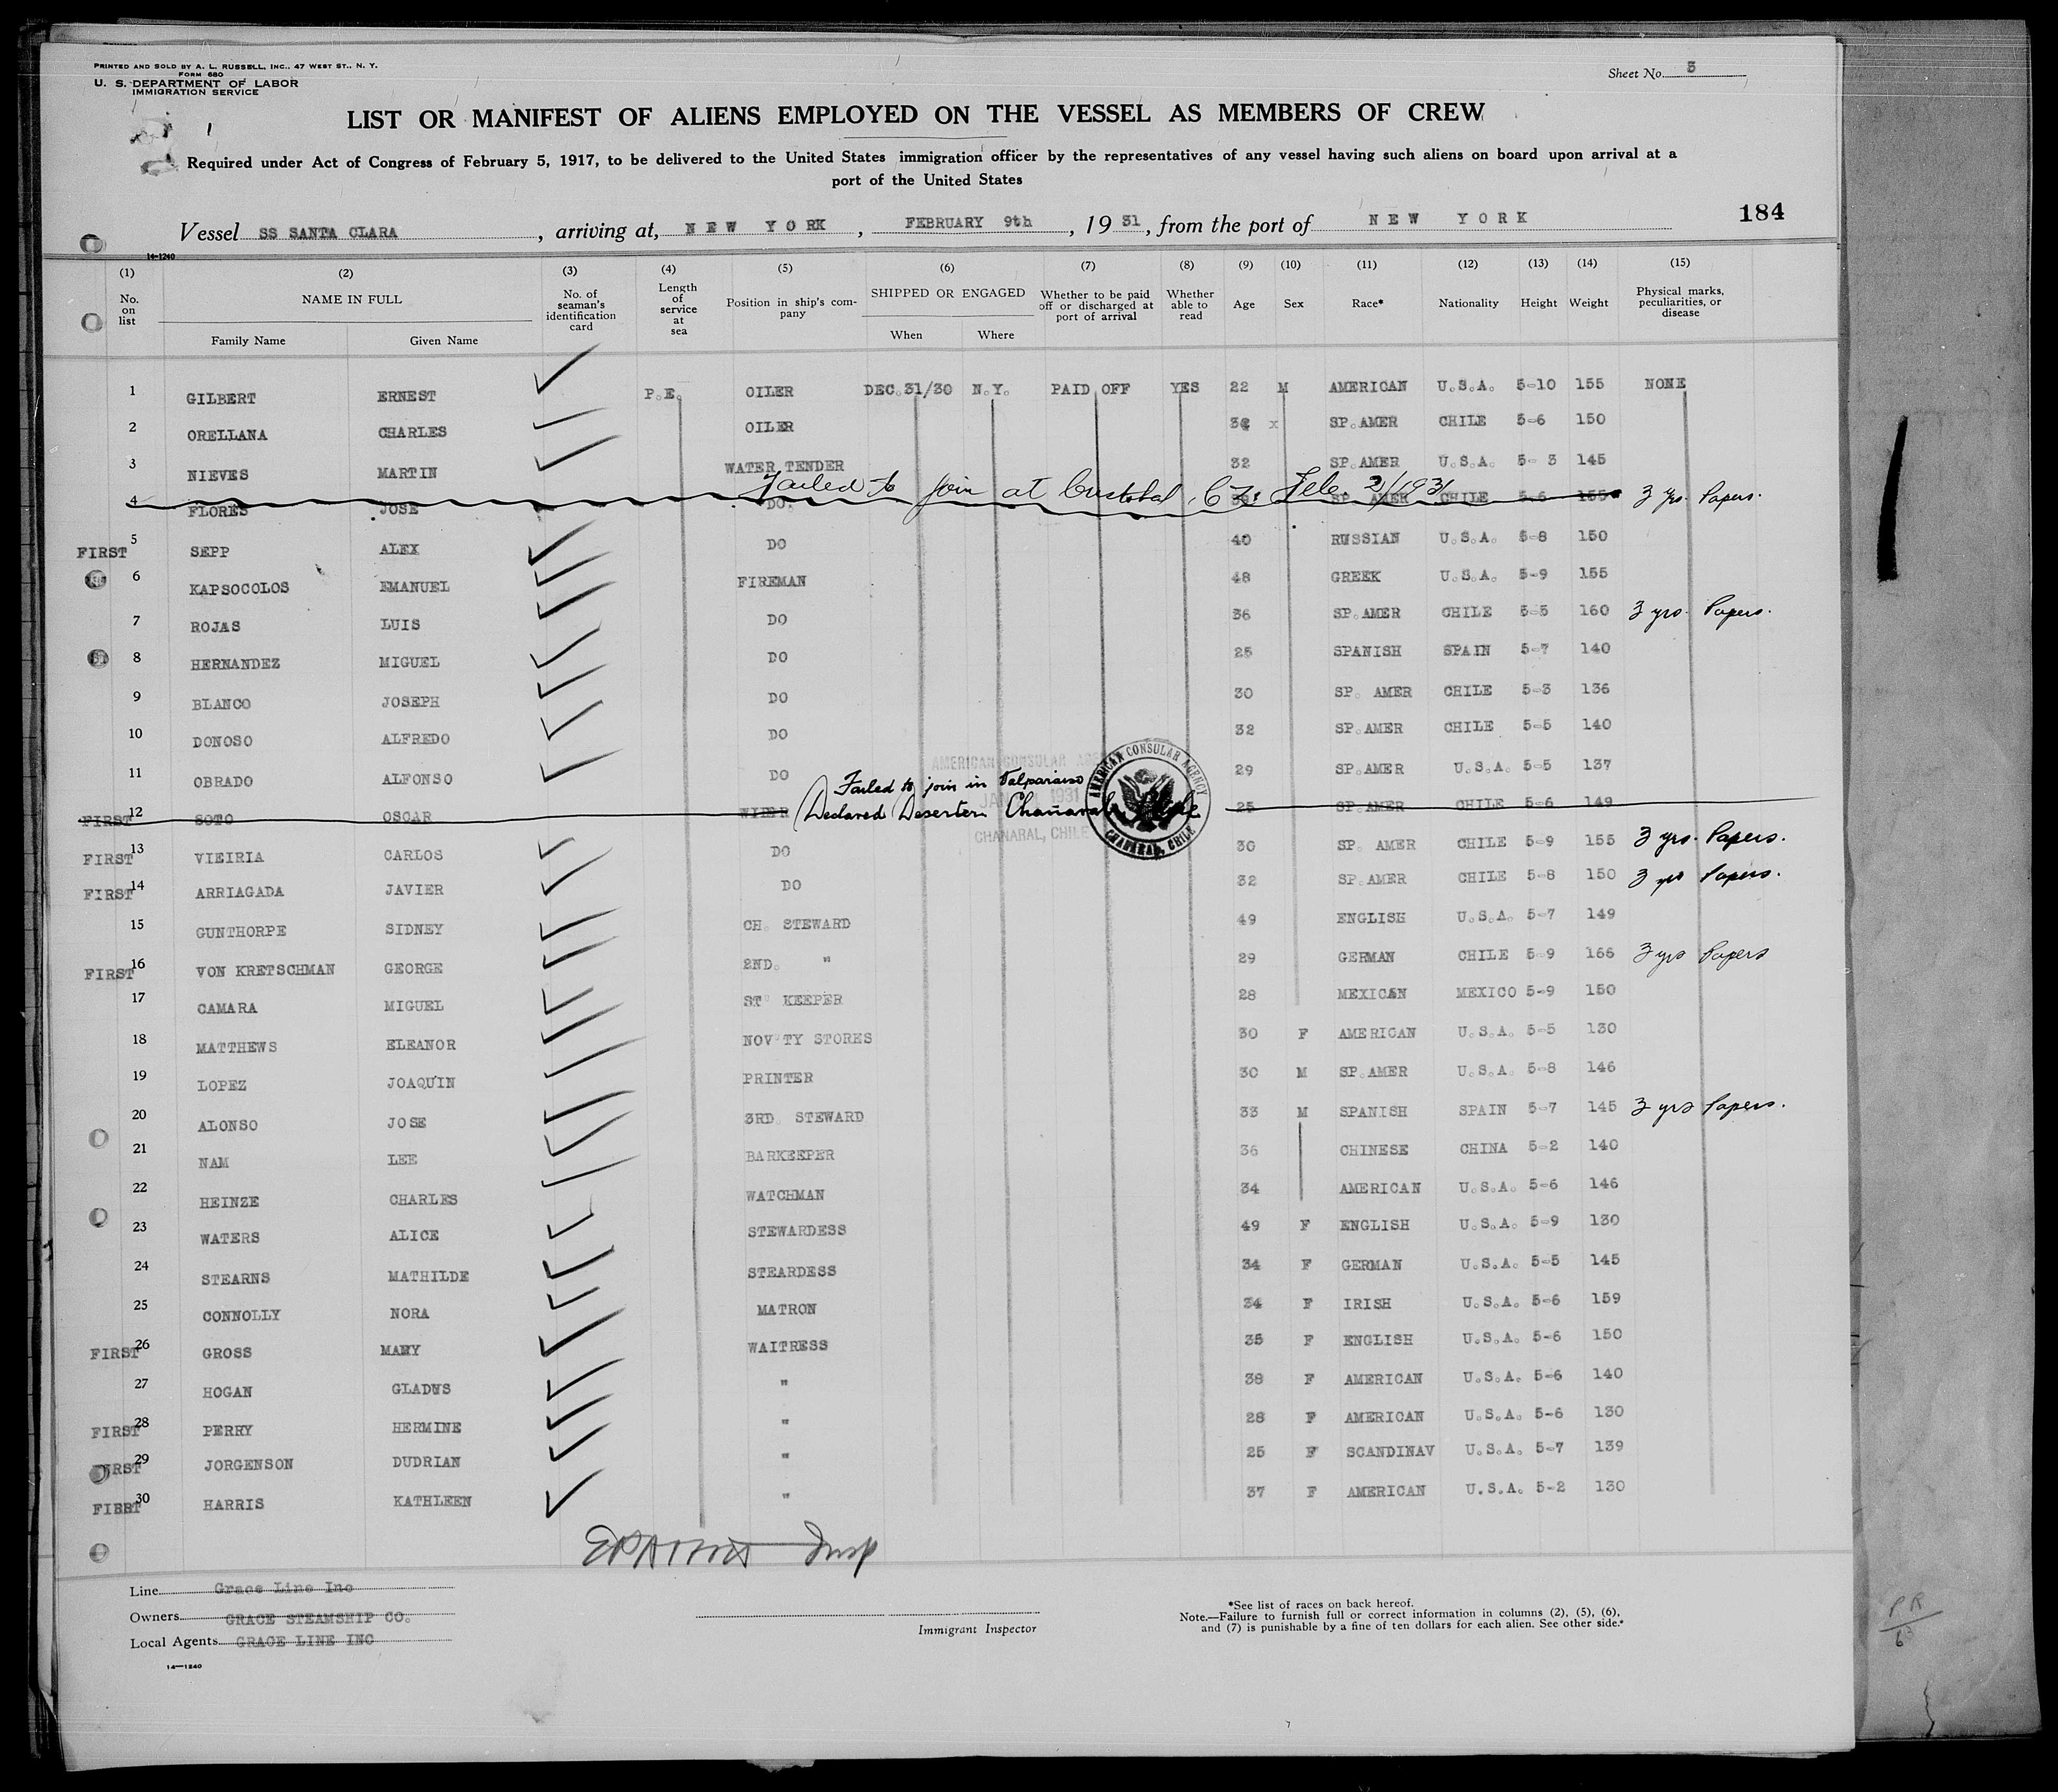 PRINTED AND SOLD BY A. L. RUSSELL, INC., 47 WEST ST., N. Y.
FORM 680
U. S. DEPARTMENT OF LABOR
IMMIGRATION SERVICE
Sheet No.
LIST OR MANIFEST OF ALIENS EMPLOYED ON THE VESSEL AS MEMBERS OF CREW
Required under Act of Congress of February 5, 1917, to be delivered to the United States immigration officer by the representatives of any vessel having such aliens on board upon arrival at a
port of the United States
184
Vessel SS SANTA CLARA, arriving at, NEW YORK, FEBRUARY 9th, 1931, from the port of NEW YORK
14-1240
(1) (2) (3) (4) (5) (6) (7) (8) (9) (10) (11) (12) (13) (14) (15)
No. on list NAME IN FULL No. of seaman's identification card Length of service at sea Position in ship's company SHIPPED OR ENGAGED Whether to be paid off or discharged at port of arrival Whether able to read Age Sex Race* Nationality Height Weight Physical marks, peculiarities, or disease
Family Name Given Name When Where
1 GILBERT ERNEST P.E. OILER DEC.31/30 N.Y. PAID OFF YES 22 M AMERICAN U.S.A. 5-10 155 NONE
2 ORELLANA CHARLES OILER x SP.AMER CHILE 5-6 150
3 NIEVES MARTIN WATER TENDER 32 SP.AMER U.S.A. 5-3 145
Failed to join at Cristobal, C.Z. Feb. 2/1931
4 FLORES JOSE DO. SP. AMER CHILE 5-6 155 3 yrs. Papers.
FIRST 5 SEPP ALEX DO 40 RUSSIAN U.S.A. 5-8 150
6 KAPSOCOLOS EMANUEL FIREMAN 48 GREEK U.S.A. 5-9 155
7 ROJAS LUIS DO 36 SP.AMER CHILE 5-5 160 3 yrs. Papers.
8 HERNANDEZ MIGUEL DO 25 SPANISH SPAIN 5-7 140
9 BLANCO JOSEPH DO 30 SP. AMER CHILE 5-3 136
10 DONOSO ALFREDO DO 32 SP.AMER CHILE 5-5 140
AMERICAN CONSULAR
11 OBRADO ALFONSO DO 29 SP.AMER U.S.A. 5-5 137
Failed to join in Valparaiso
1931
FIRST 12 SOTO OSCAR WIPER Declared Deserter Chanaral Chile 25 SP.AMER CHILE 5-6 149
CHANARAL, CHILE
AMERICAN CONSULAR AGENCY CHANARAL, CHILE
FIRST 13 VIEIRIA CARLOS DO 30 SP. AMER CHILE 5-9 155 3 yrs. Papers.
FIRST 14 ARRIAGADA JAVIER DO 32 SP.AMER CHILE 5-8 150 3 yrs Papers.
15 GUNTHORPE SIDNEY CH. STEWARD 49 ENGLISH U.S.A. 5-7 149
FIRST 16 VON KRETSCHMAN GEORGE 2ND. " 29 GERMAN CHILE 5-9 166 3 yrs Papers
17 CAMARA MIGUEL ST KEEPER 28 MEXICAN MEXICO 5-9 150
18 MATTHEWS ELEANOR NOV TY STORES 30 F AMERICAN U.S.A. 5-5 130
19 LOPEZ JOAQUIN PRINTER 30 M SP.AMER U.S.A. 5-8 146
20 ALONSO JOSE 3RD. STEWARD 33 M SPANISH SPAIN 5-7 145 3 yrs Papers.
21 NAM LEE BARKEEPER 36 CHINESE CHINA 5-2 140
22 HEINZE CHARLES WATCHMAN 34 AMERICAN U.S.A. 5-6 146
23 WATERS ALICE STEWARDESS 49 F ENGLISH U.S.A. 5-9 130
24 STEARNS MATHILDE STEARDESS 34 F GERMAN U.S.A. 5-5 145
25 CONNOLLY NORA MATRON 34 F IRISH U.S.A. 5-6 159
FIRST 26 GROSS MARY WAITRESS 35 F ENGLISH U.S.A. 5-6 150
27 HOGAN GLADYS " 38 F AMERICAN U.S.A. 5-6 140
FIRST 28 PERRY HERMINE " 28 F AMERICAN U.S.A. 5-6 130
FIRST 29 JORGENSON DUDRIAN " 25 F SCANDINAV U.S.A. 5-7 139
FIRST 30 HARRIS KATHLEEN " 37 F AMERICAN U.S.A. 5-2 130
Insp
Line Grace Line Inc
Owners GRACE STEAMSHIP CO.
Local Agents GRACE LINE INC
14-1240
Immigrant Inspector
*See list of races on back hereof.
Note.—Failure to furnish full or correct information in columns (2), (5), (6),
and (7) is punishable by a fine of ten dollars for each alien. See other side.*